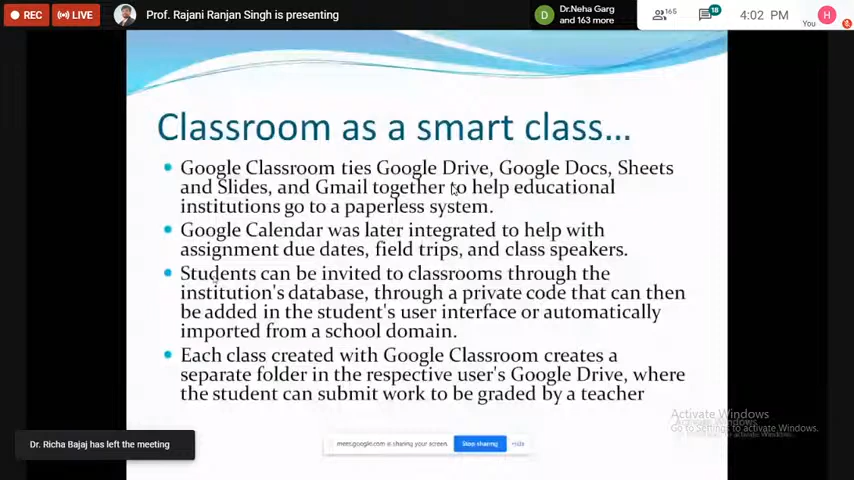 REC
LIVE
Prof. Rajani Ranjan Singh is presenting
D
Dr.Neha Garg
and 163 more
165
18
4:02 PM
You
H
Classroom as a smart class...
Google Classroom ties Google Drive, Google Docs, Sheets
and Slides, and Gmail together to help educational
institutions go to a paperless system.
Google Calendar was later integrated to help with
assignment due dates, field trips, and class speakers.
Students can be invited to classrooms through the
institution's database, through a private code that can then
be added in the student's user interface or automatically
imported from a school domain.
Each class created with Google Classroom creates a
separate folder in the respective user's Google Drive, where
the student can submit work to be graded by a teacher
Activate Windows
Go to Settings to activate Windows.
Dr. Richa Bajaj has left the meeting
meet.google.com is sharing your screen.
Stop sharing
Hide